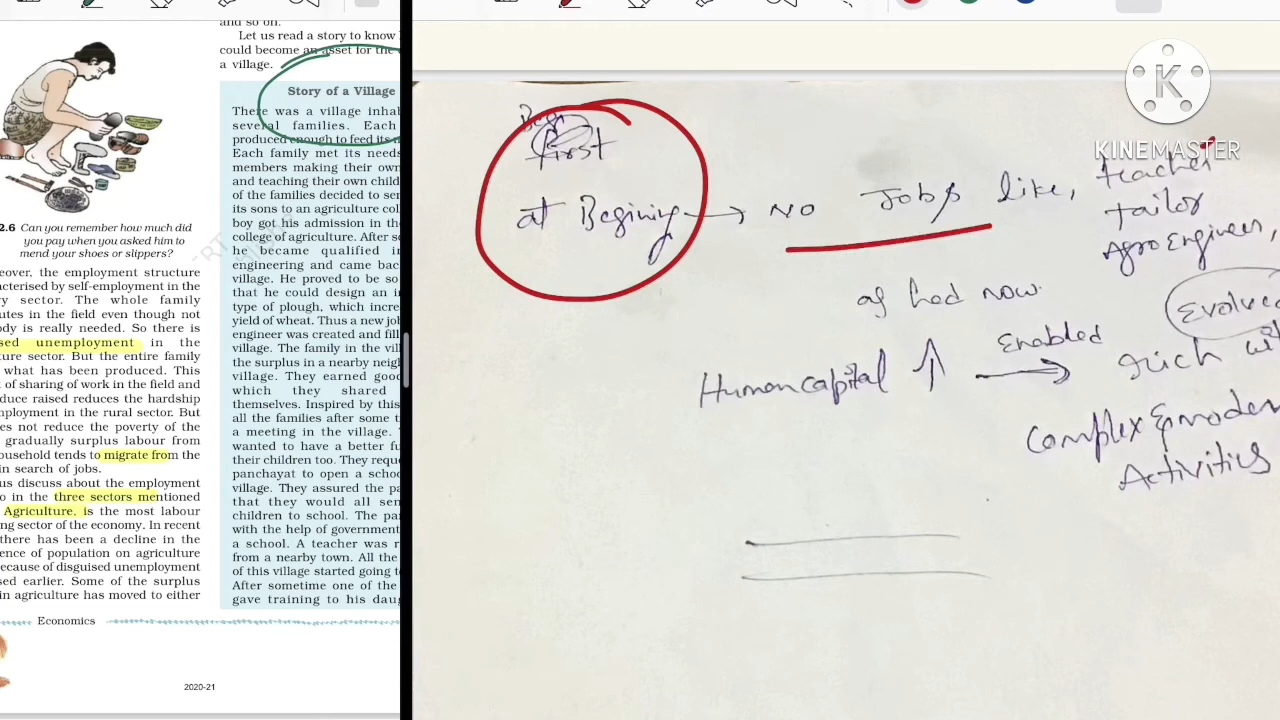 and so on.
Let us read a story to know
could become an asset for the
a village.
Story of a Village
There was a village inhab
several families. Each
produced enough to feed its
Each family met its needs
members making their own
and teaching their own child
of the families decided to sen
its sons to an agriculture col
boy got his admission in the
college of agriculture. After so
he became qualified in
engineering and came bac
village. He proved to be so
that he could design an i
type of plough, which incre
yield of wheat. Thus a new jo
engineer was created and fill
village. The family in the vill
the surplus in a nearby neig
village. They earned good
which they shared
themselves. Inspired by this
all the families after some t
a meeting in the village.
wanted to have a better fu
their children too. They requ
panchayat to open a schoo
village. They assured the pa
that they would all sen
children to school. The pan
with the help of government
a school. A teacher was r
from a nearby town. All the
of this village started going t
After sometime one of the
gave training to his daug
2.6 Can you remember how much did
you pay when you asked him to
mend your shoes or slippers?
eover, the employment structure
acterised by self-employment in the
ry sector. The whole family
utes in the field even though not
ody is really needed. So there is
sed unemployment in the
ture sector. But the entire family
what has been produced. This
t of sharing of work in the field and
duce raised reduces the hardship
mployment in the rural sector. But
es not reduce the poverty of the
gradually surplus labour from
ousehold tends to migrate from the
in search of jobs.
us discuss about the employment
o in the three sectors mentioned
Agriculture, is the most labour
ng sector of the economy. In recent
there has been a decline in the
ence of population on agriculture
because of disguised unemployment
sed earlier. Some of the surplus
in agriculture has moved to either
Economics
2020-21
KINEMASTER
Begin
first
at Begining → NO Jobs like, teacher
tailor
Agro Engineer,
of had now
Human capital ↑ Enabled → Evolve
such wit
Complex & moder
Activities